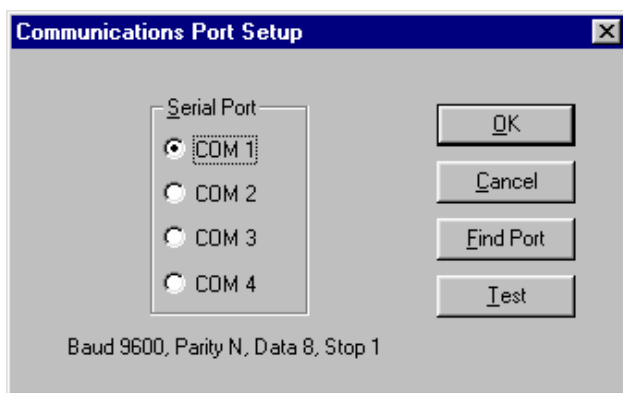 Communications Port Setup
Serial Port
COM 1
COM 2
COM 3
COM 4
OK
Cancel
Find Port
Test
Baud 9600, Parity N, Data 8, Stop 1